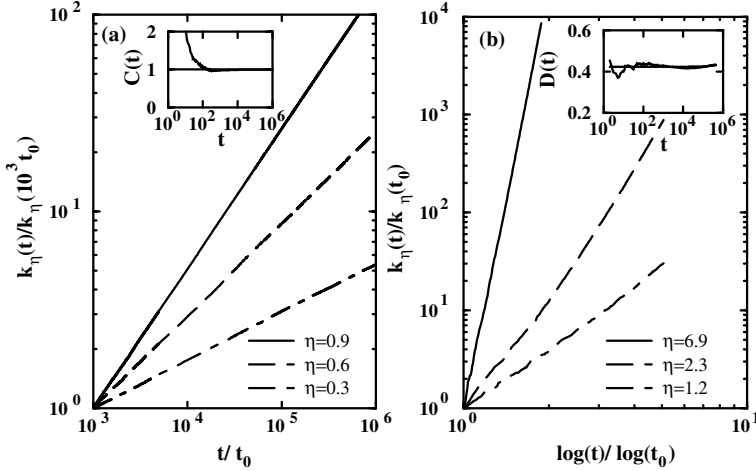 (a)
C(t)
2
1
0
10^0 10^2 10^4 10^6
t
k_η(t)/k_η(10^3 t_0)
10^2
10^1
10^0
η=0.9
η=0.6
η=0.3
10^3 10^4 10^5 10^6
t/ t_0
(b)
D(t)
0.6
0.4
0.2
10^0 10^2 10^4 10^6
t
k_η(t)/k_η(t_0)
10^4
10^3
10^2
10^1
10^0
η=6.9
η=2.3
η=1.2
10^0 10^1
log(t)/ log(t_0)